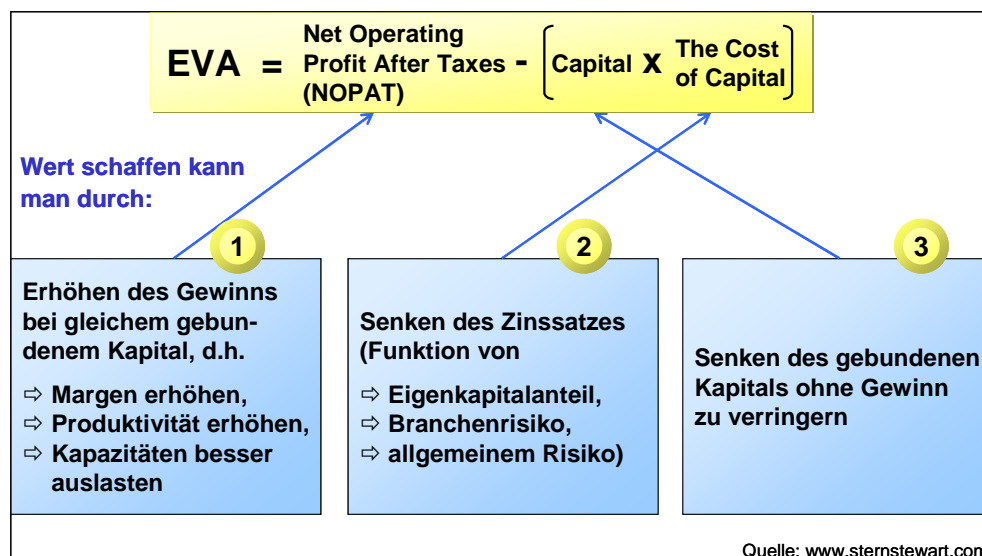 Net Operating
EVA = Profit After Taxes - [Capital x The Cost of Capital]
(NOPAT)
Wert schaffen kann
man durch:
1
Erhöhen des Gewinns
bei gleichem gebun-
denem Kapital, d.h.
⇨ Margen erhöhen,
⇨ Produktivität erhöhen,
⇨ Kapazitäten besser
auslasten
2
Senken des Zinssatzes
(Funktion von
⇨ Eigenkapitalanteil,
⇨ Branchenrisiko,
⇨ allgemeinem Risiko)
3
Senken des gebundenen
Kapitals ohne Gewinn
zu verringern
Quelle: www.sternstewart.com